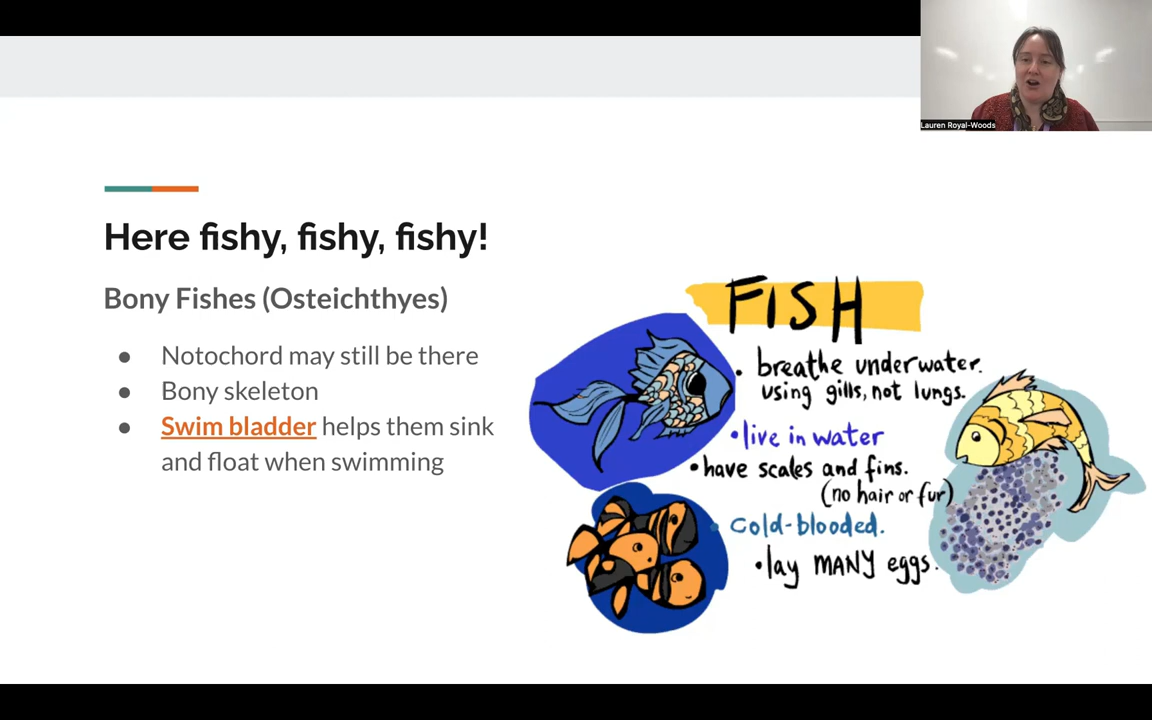 Lauren Royal-Woods
Here fishy, fishy, fishy!
Bony Fishes (Osteichthyes)
● Notochord may still be there
● Bony skeleton
● Swim bladder helps them sink
and float when swimming
FISH
• breathe underwater.
using gills, not lungs.
• live in water
• have scales and fins.
(no hair or fur)
• Cold-blooded.
• lay MANY eggs.